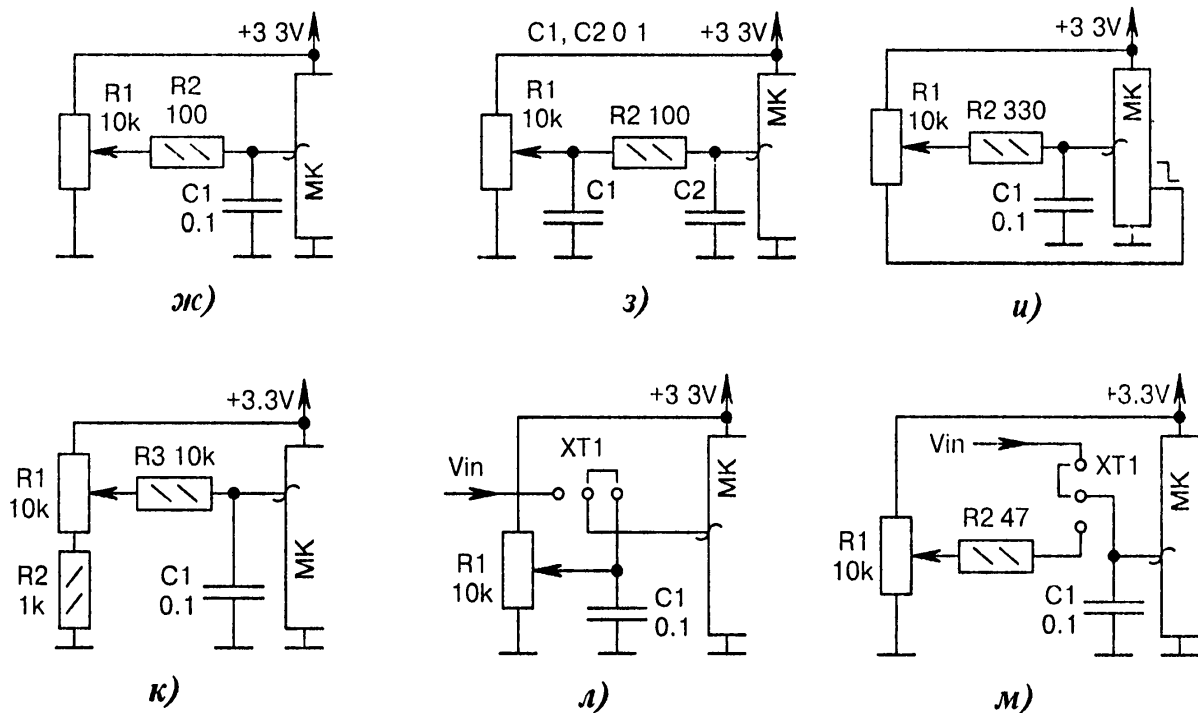 +3 3V
R1
10k
R2
100
C1
0.1
МК
ж)
C1, C2 0 1
+3 3V
R1
10k
R2 100
C1
C2
МК
з)
+3 3V
R1
10k
R2 330
C1
0.1
МК
и)
+3.3V
R1
10k
R3 10k
R2
1k
C1
0.1
МК
к)
+3 3V
Vin
XT1
R1
10k
C1
0.1
МК
л)
+3.3V
Vin
XT1
R1
10k
R2 47
C1
0.1
МК
м)